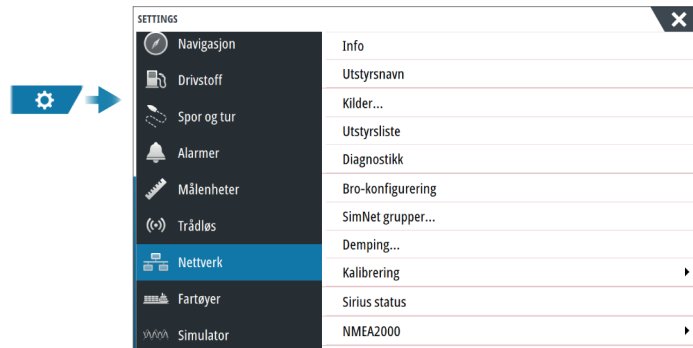 SETTINGS
Navigasjon
Drivstoff
Spor og tur
Alarmer
Målenheter
Trådløs
Nettverk
Fartøyer
Simulator
Info
Utstyrsnavn
Kilder...
Utstyrsliste
Diagnostikk
Bro-konfigurering
SimNet grupper...
Demping...
Kalibrering
Sirius status
NMEA2000